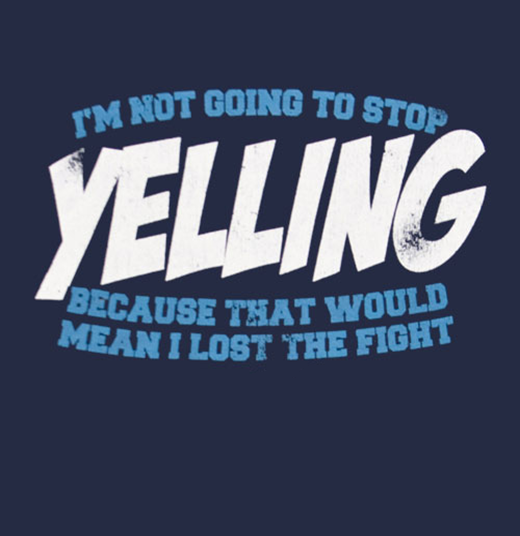 I'M NOT GOING TO STOP
YELLING
BECAUSE THAT WOULD
MEAN I LOST THE FIGHT